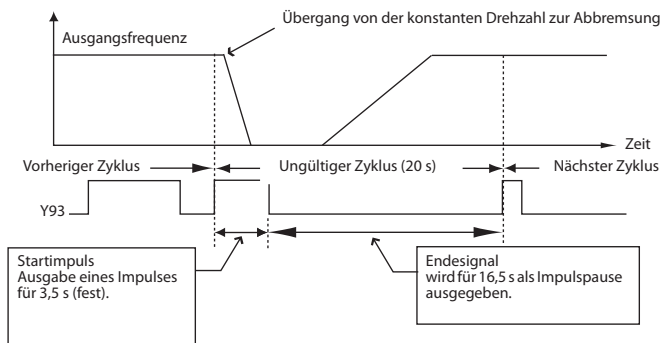 Übergang von der konstanten Drehzahl zur Abbremsung
Ausgangsfrequenz
Zeit
Vorheriger Zyklus
Ungültiger Zyklus (20 s)
Nächster Zyklus
Y93
Startimpuls
Ausgabe eines Impulses
für 3,5 s (fest).
Endesignal
wird für 16,5 s als Impulspause
ausgegeben.